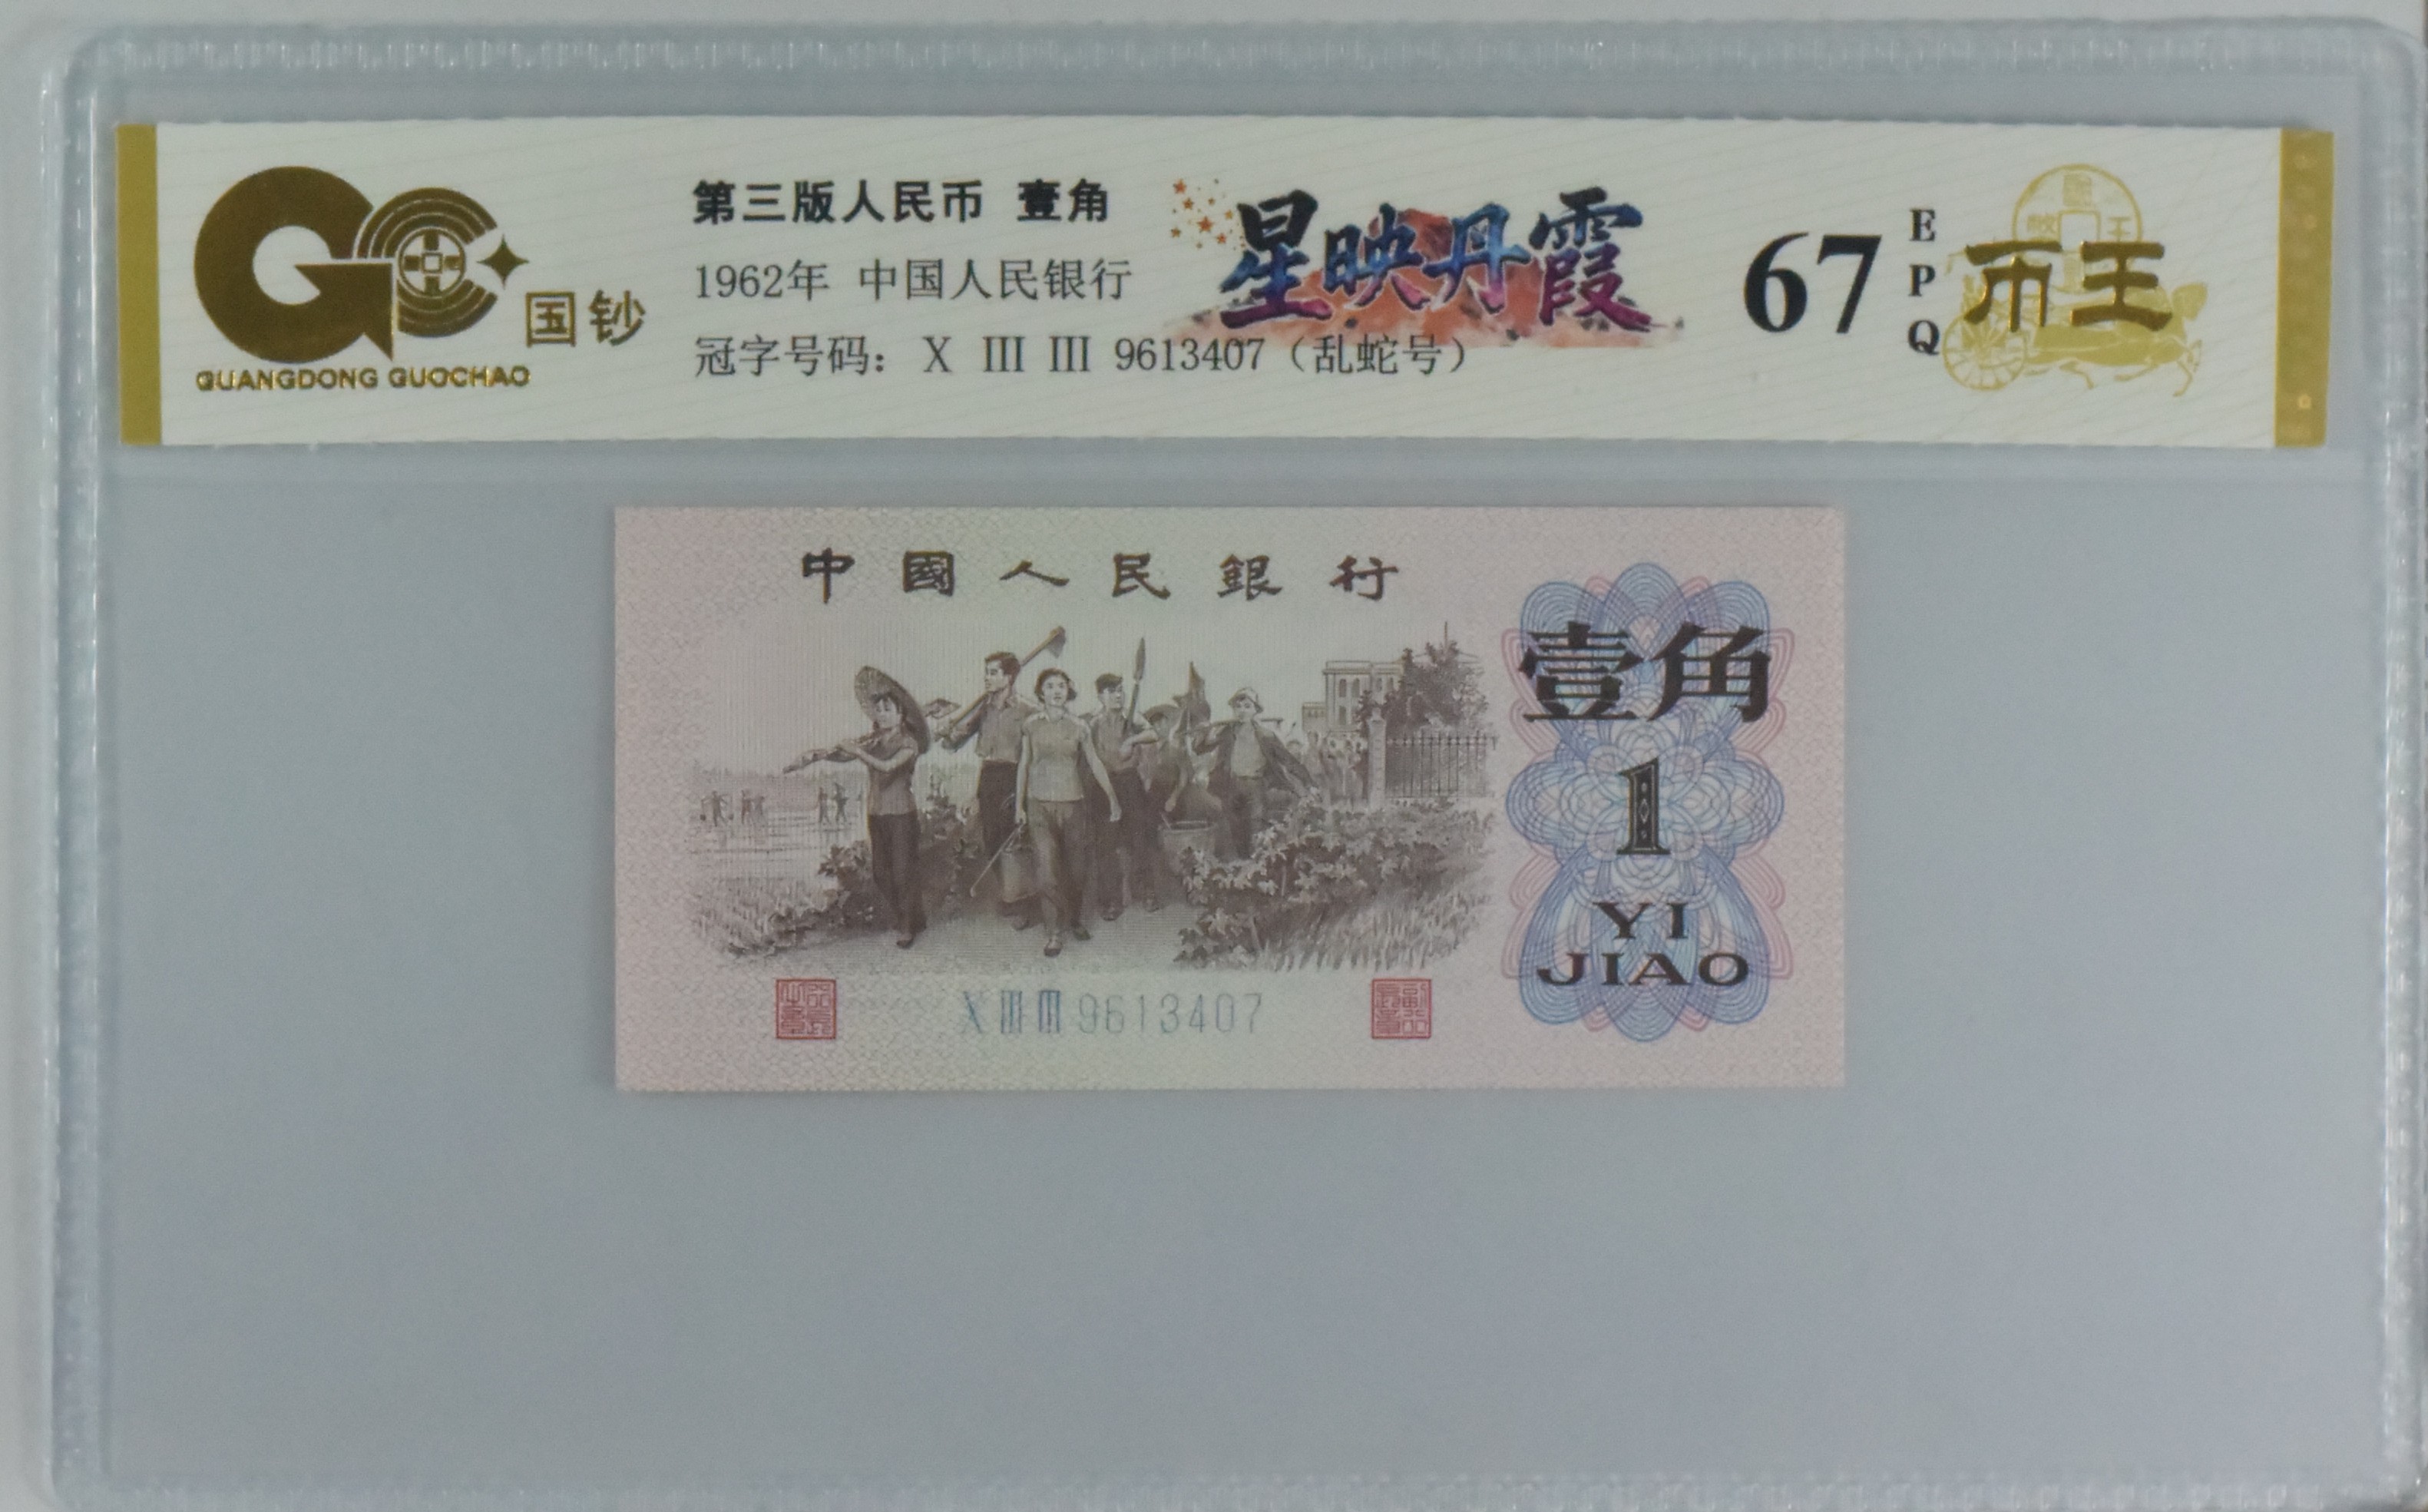 国钞
GUANGDONG GUOCHAO
第三版人民币 壹角
1962年 中国人民银行
冠字号码： X III III 9613407（乱蛇号）
星映丹霞
67
EPQ
币王
中國人民銀行
壹角
1
YI
JIAO
X III III 9613407